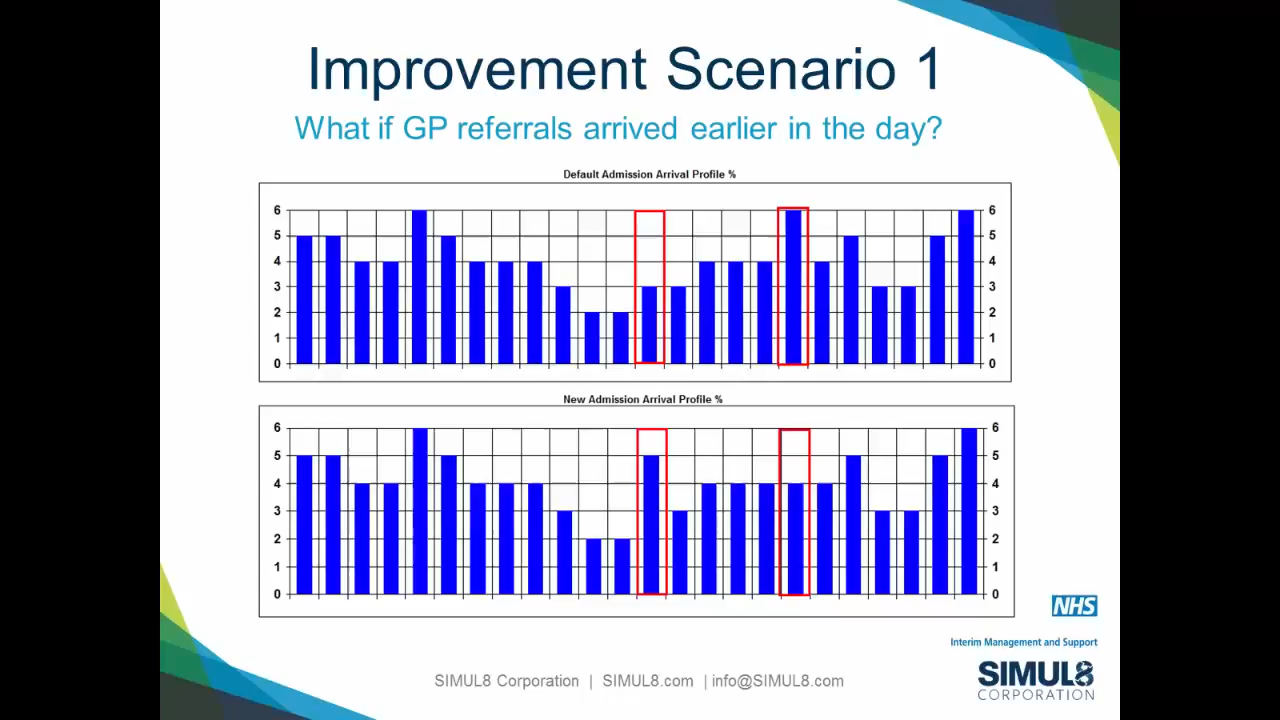 Improvement Scenario 1
What if GP referrals arrived earlier in the day?
Default Admission Arrival Profile %
6 6
5 5
4 4
3 3
2 2
1 1
0 0
New Admission Arrival Profile %
6 6
5 5
4 4
3 3
2 2
1 1
0 0
NHS
Interim Management and Support
SIMUL8
CORPORATION
SIMUL8 Corporation | SIMUL8.com | info@SIMUL8.com